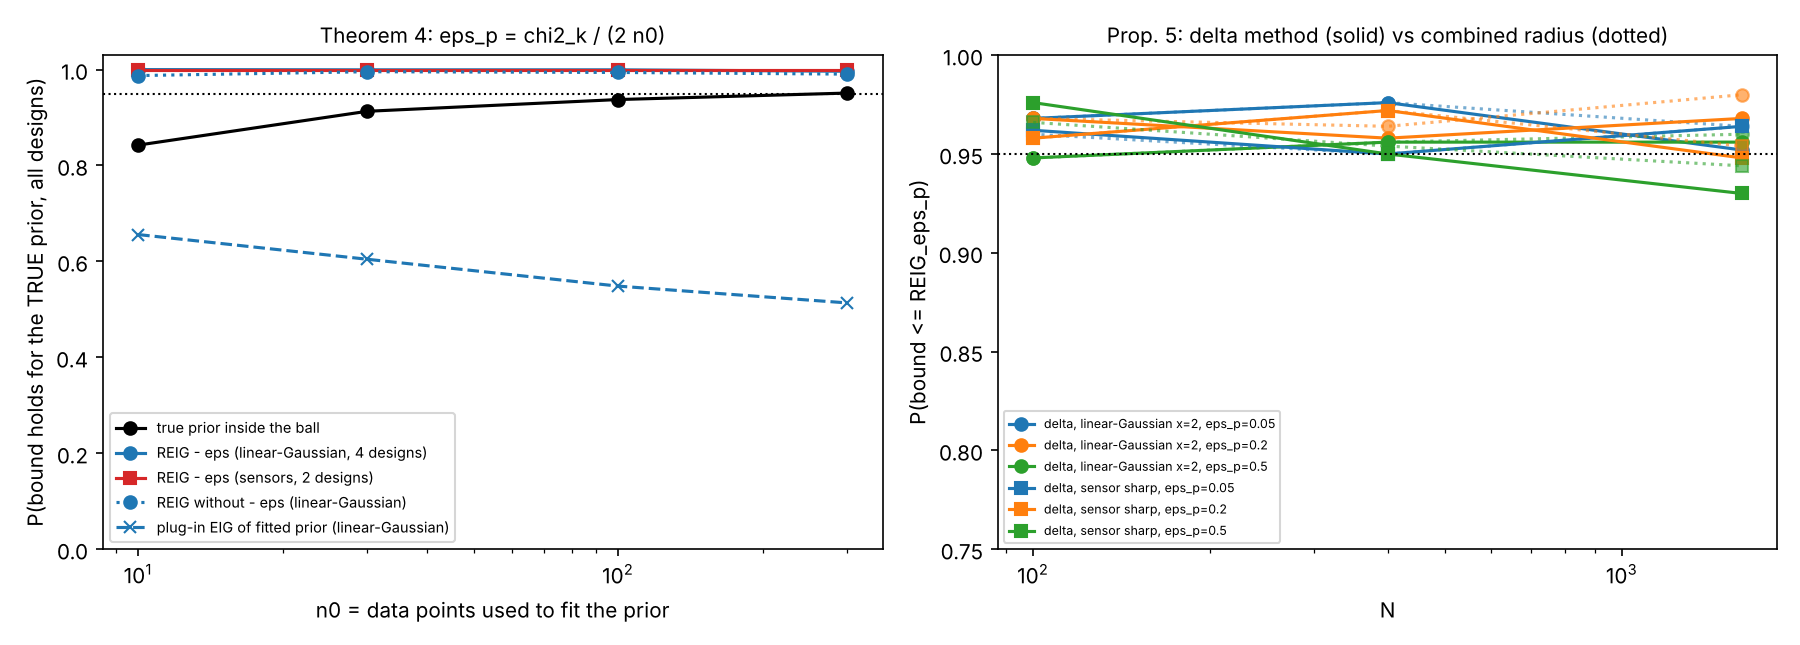 Theorem 4: eps_p = chi2_k / (2 n0)
P(bound holds for the TRUE prior, all designs)
1.0
0.8
0.6
0.4
0.2
0.0
true prior inside the ball
REIG - eps (linear-Gaussian, 4 designs)
REIG - eps (sensors, 2 designs)
REIG without - eps (linear-Gaussian)
plug-in EIG of fitted prior (linear-Gaussian)
10¹
10²
n0 = data points used to fit the prior
Prop. 5: delta method (solid) vs combined radius (dotted)
P(bound <= REIG_eps_p)
1.00
0.95
0.90
0.85
0.80
0.75
delta, linear-Gaussian x=2, eps_p=0.05
delta, linear-Gaussian x=2, eps_p=0.2
delta, linear-Gaussian x=2, eps_p=0.5
delta, sensor sharp, eps_p=0.05
delta, sensor sharp, eps_p=0.2
delta, sensor sharp, eps_p=0.5
10²
10³
N